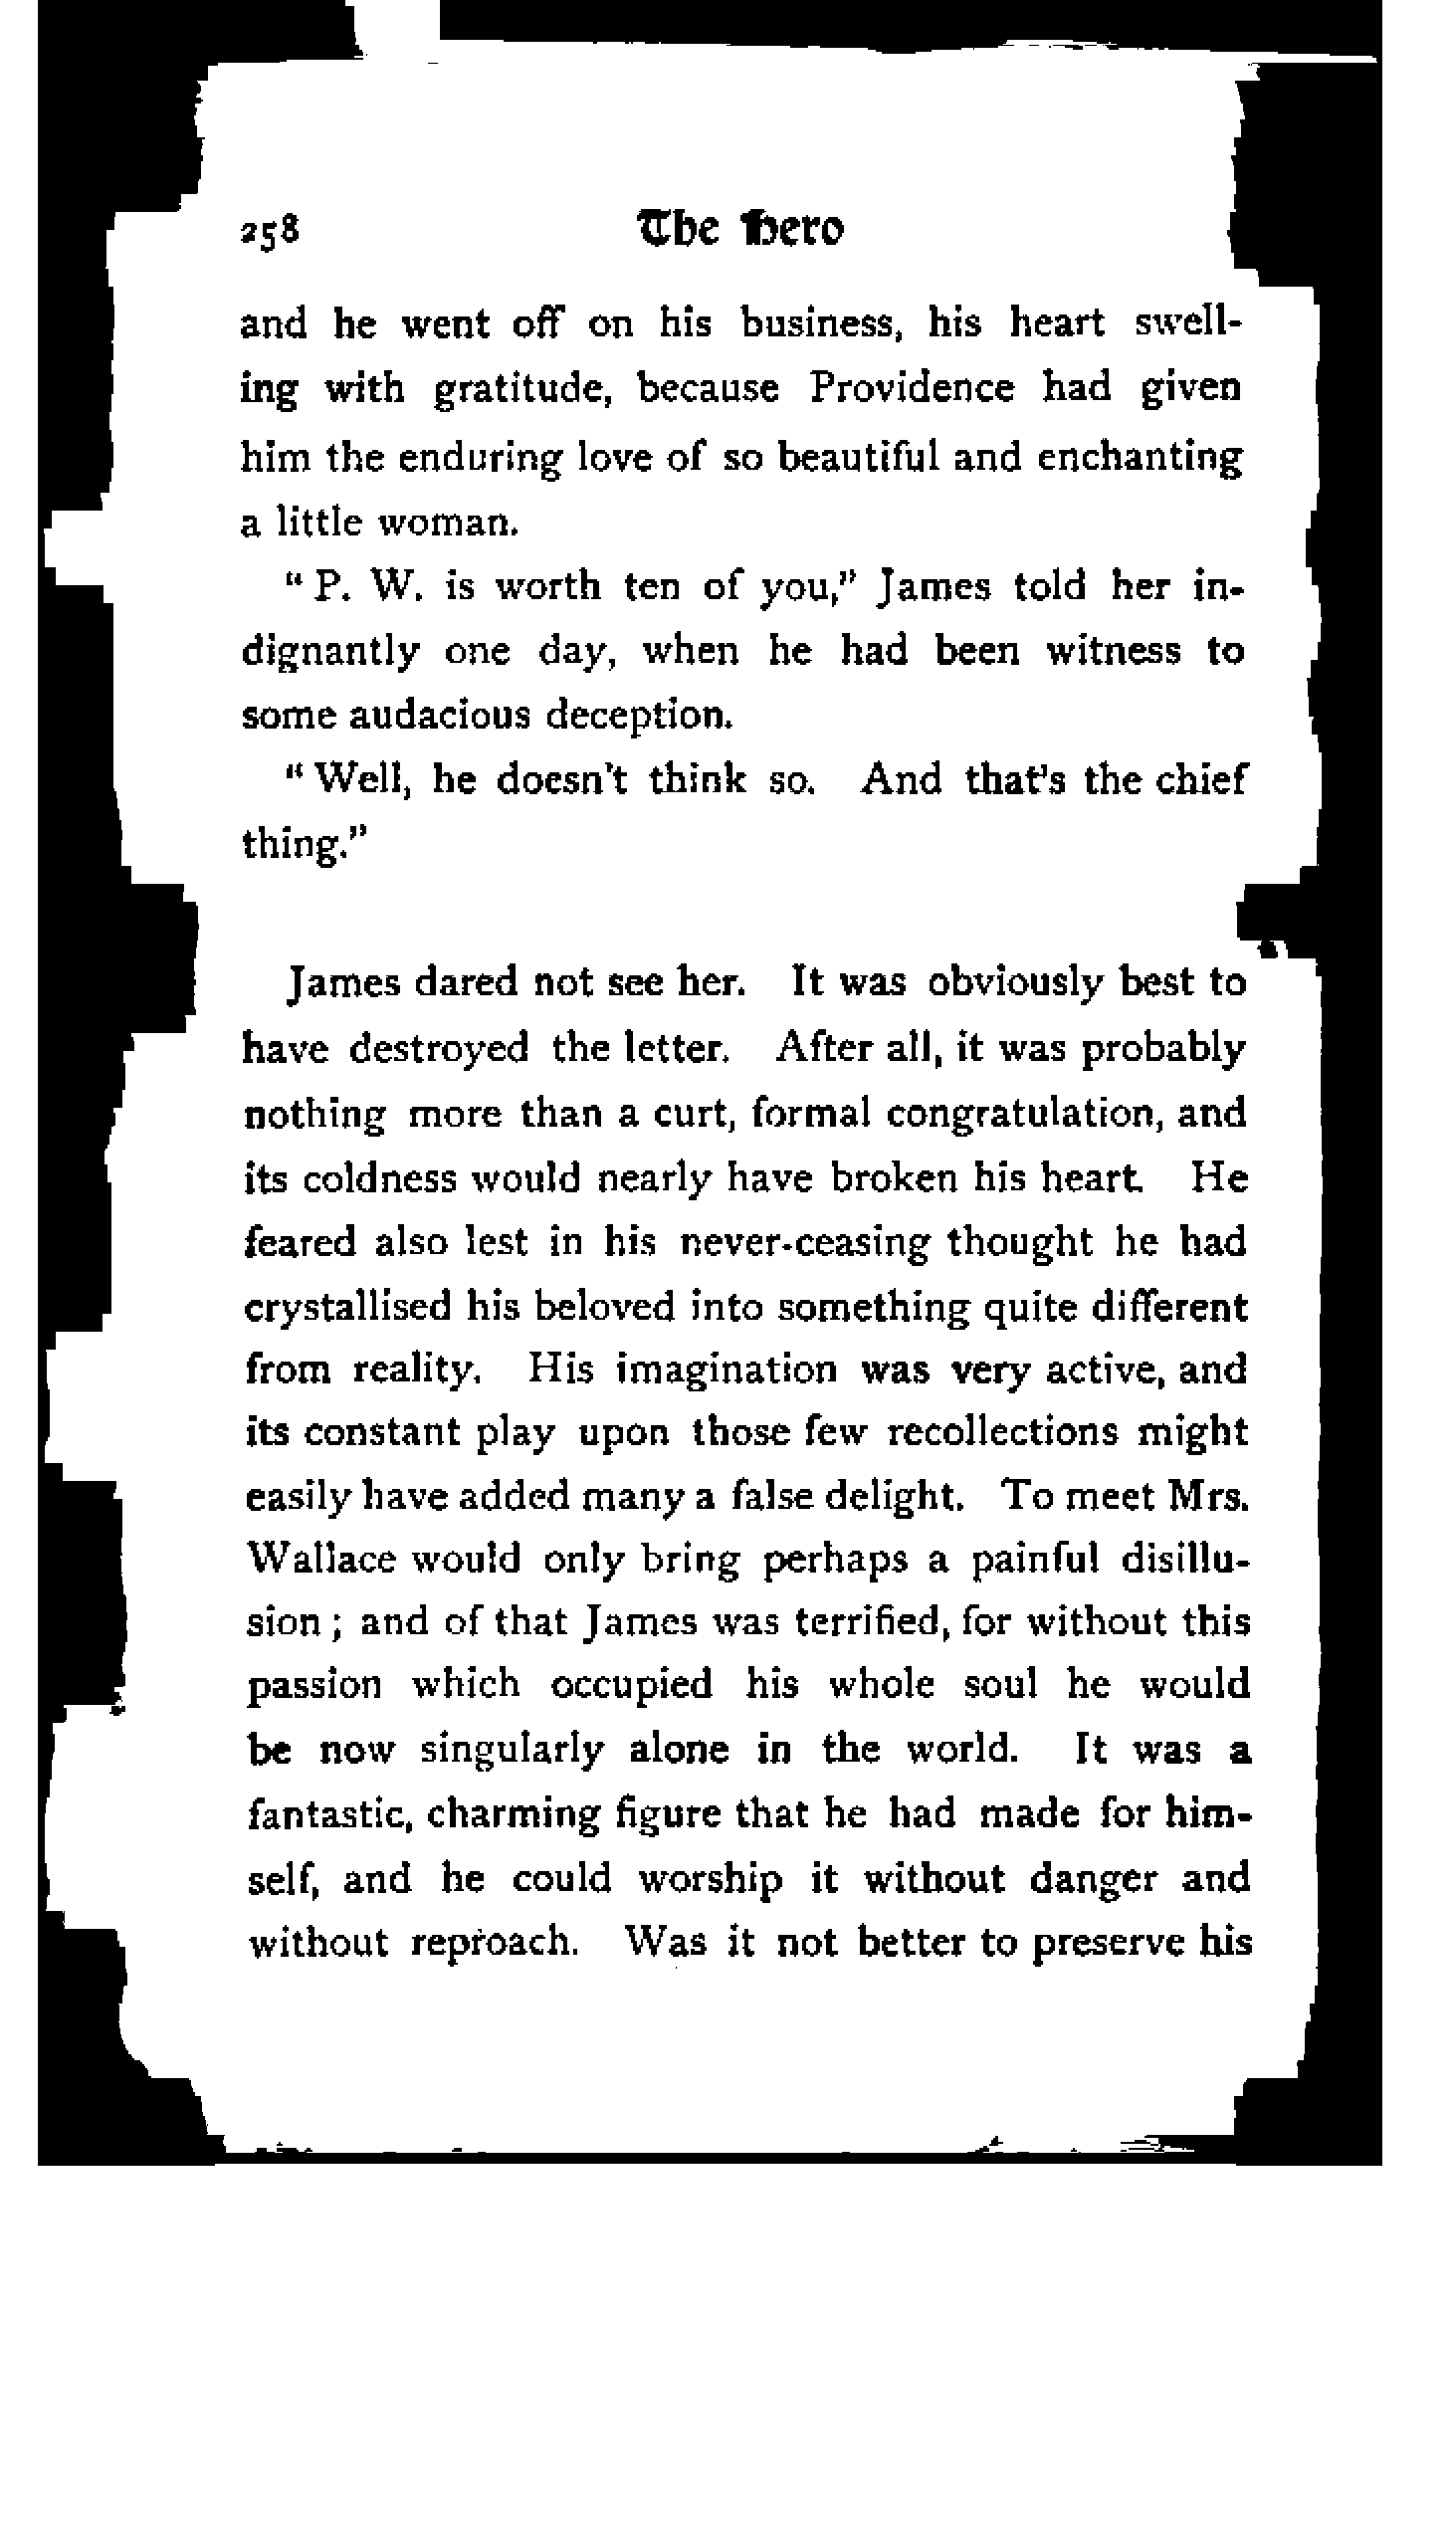 258 The Hero
and he went off on his business, his heart swell-
ing with gratitude, because Providence had given
him the enduring love of so beautiful and enchanting
a little woman.
“ P. W. is worth ten of you,” James told her in-
dignantly one day, when he had been witness to
some audacious deception.
“ Well, he doesn't think so. And that's the chief
thing.”
James dared not see her. It was obviously best to
have destroyed the letter. After all, it was probably
nothing more than a curt, formal congratulation, and
its coldness would nearly have broken his heart. He
feared also lest in his never-ceasing thought he had
crystallised his beloved into something quite different
from reality. His imagination was very active, and
its constant play upon those few recollections might
easily have added many a false delight. To meet Mrs.
Wallace would only bring perhaps a painful disillu-
sion ; and of that James was terrified, for without this
passion which occupied his whole soul he would
be now singularly alone in the world. It was a
fantastic, charming figure that he had made for him-
self, and he could worship it without danger and
without reproach. Was it not better to preserve his